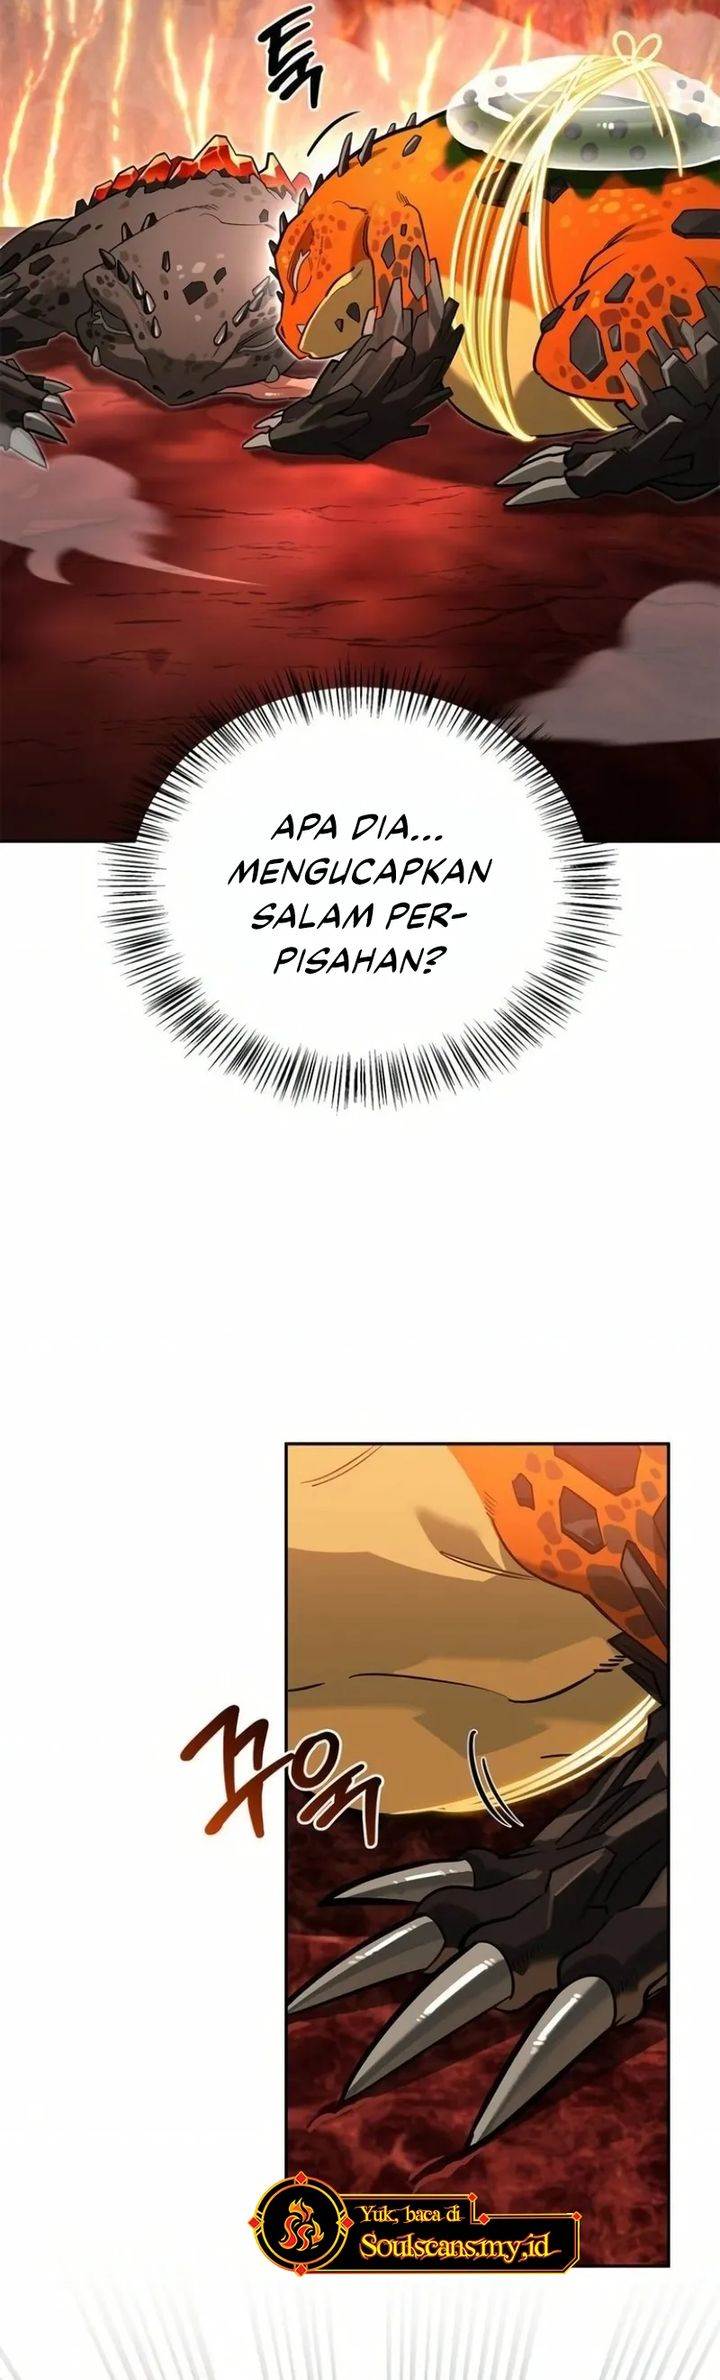 툭
APA DIA...
MENGUCAPKAN
SALAM PER-
PISAHAN?
꾸욱
Yuk, baca di
Soulscans.my.id